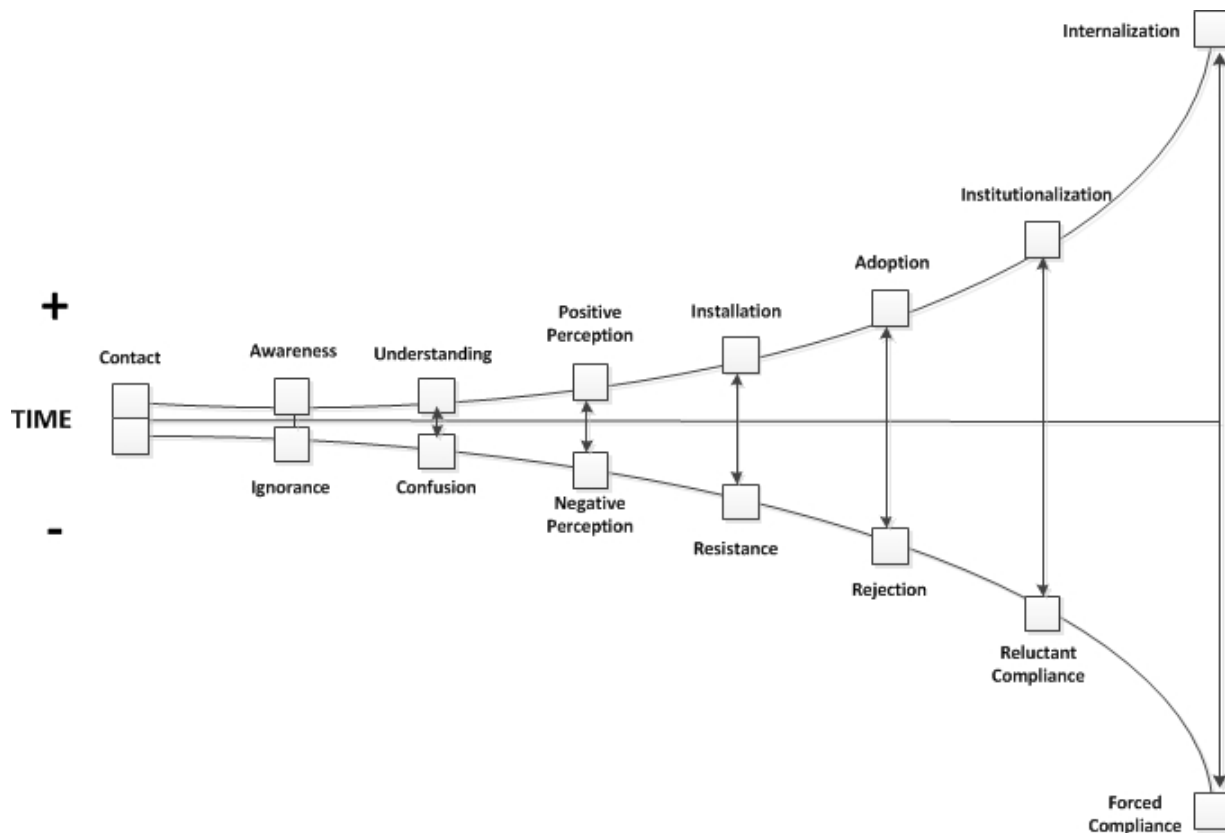 Internalization
Institutionalization
Adoption
+
Positive
Perception
Installation
Contact
Awareness
Understanding
TIME
Ignorance
Confusion
Negative
Perception
-
Resistance
Rejection
Reluctant
Compliance
Forced
Compliance